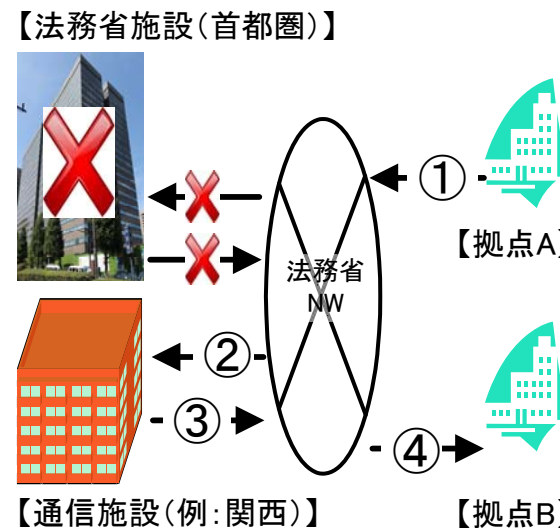 【法務省施設(首都圏)】
①
【拠点A】
法務省
NW
②
③
④
【通信施設(例:関西)】
【拠点B】